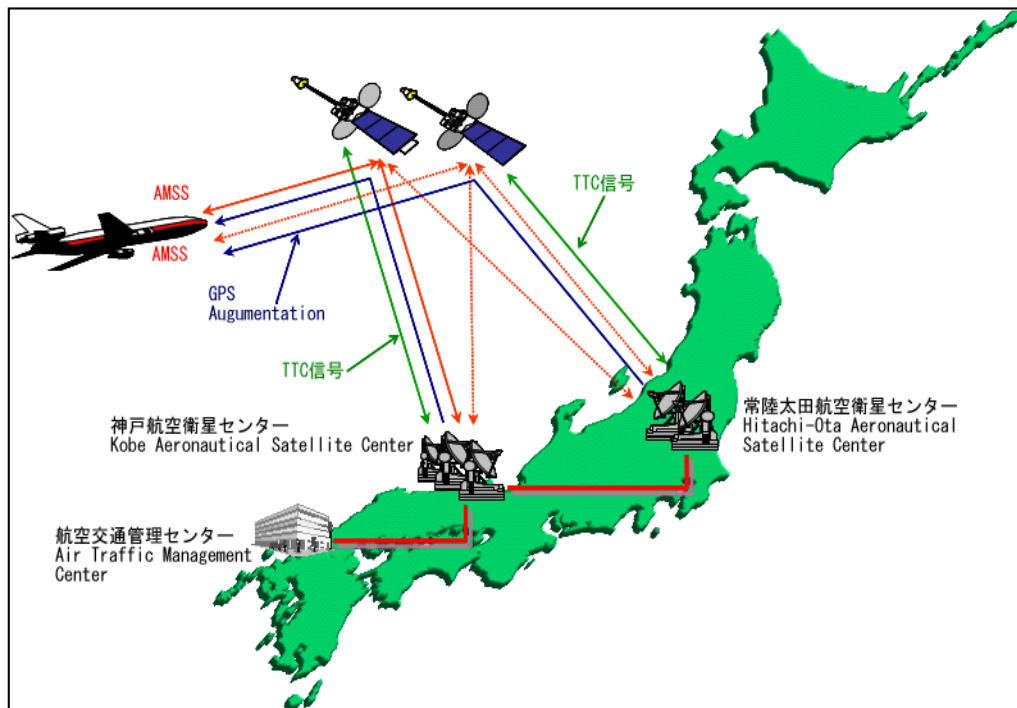 TTC信号
AMSS
AMSS
GPS
Augumentation
TTC信号
神戸航空衛星センター
Kobe Aeronautical Satellite Center
常陸太田航空衛星センター
Hitachi-Ota Aeronautical
Satellite Center
航空交通管理センター
Air Traffic Management
Center